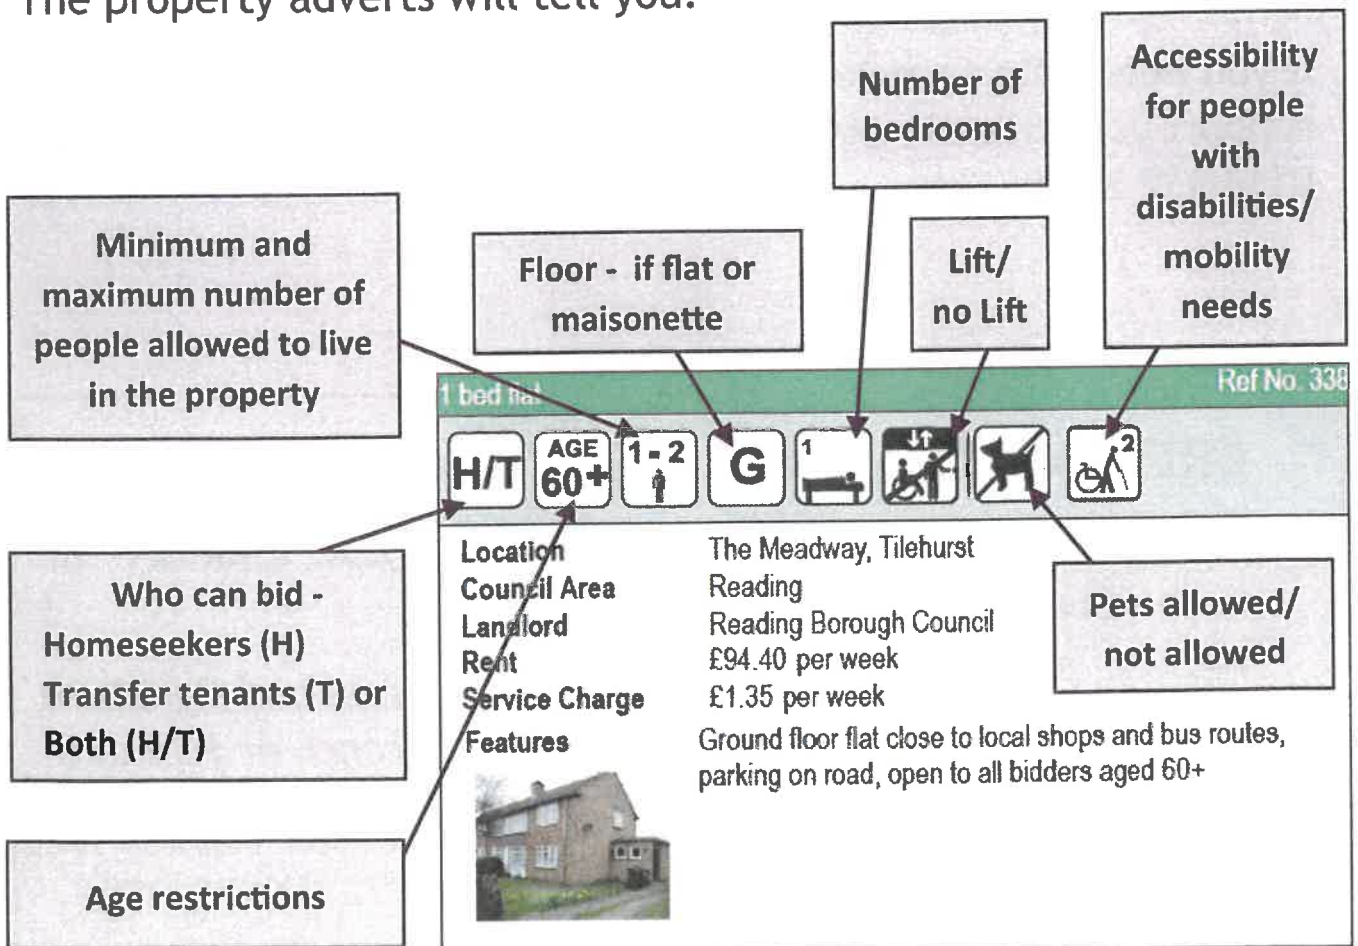 The property adverts will tell you:
Number of
bedrooms
Accessibility
for people
with
disabilities/
mobility
needs
Minimum and
maximum number of
people allowed to live
in the property
Floor - if flat or
maisonette
Lift/
no Lift
1 bed flat
Ref No. 338
H/T
AGE
60+
1 - 2
G
1
2
Who can bid -
Homeseekers (H)
Transfer tenants (T) or
Both (H/T)
Location The Meadway, Tilehurst
Council Area Reading
Landlord Reading Borough Council
Rent £94.40 per week
Service Charge £1.35 per week
Features Ground floor flat close to local shops and bus routes,
parking on road, open to all bidders aged 60+
Pets allowed/
not allowed
Age restrictions